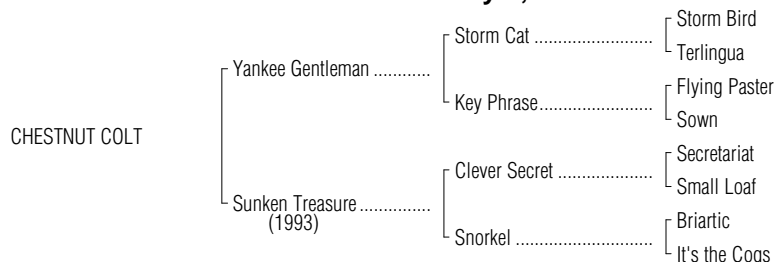 Storm Bird
Storm Cat ......................
Terlingua
Yankee Gentleman ............
Flying Paster
Key Phrase.....................
Sown
CHESTNUT COLT
Secretariat
Clever Secret .................
Small Loaf
Sunken Treasure ...............
(1993)
Briartic
Snorkel .........................
It's the Cogs